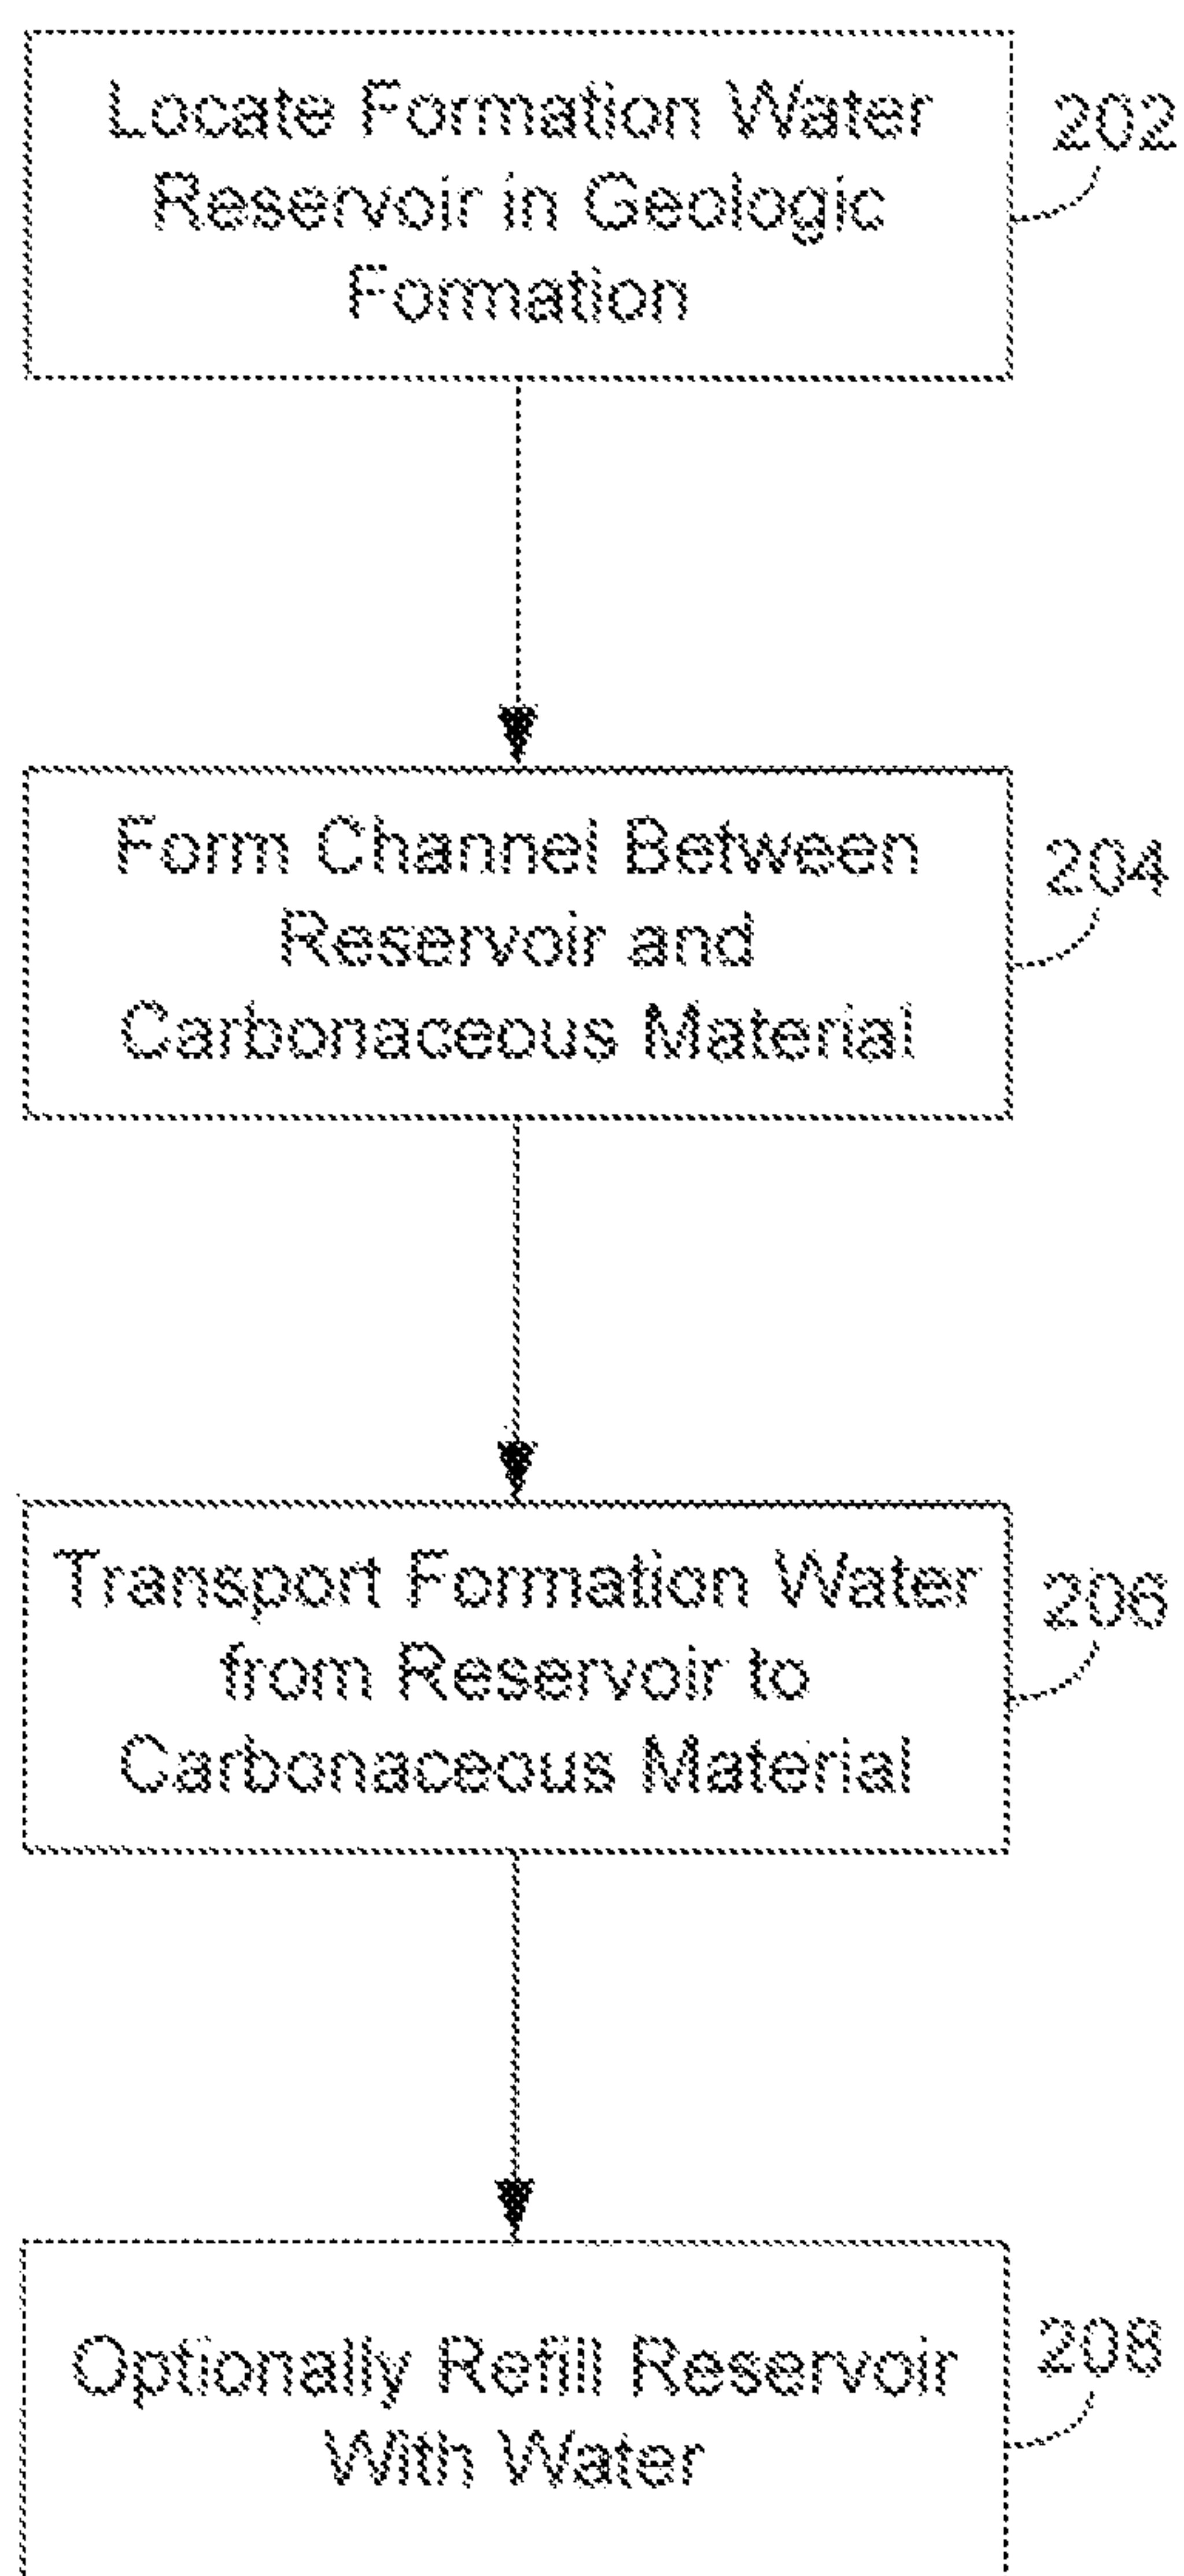 Locate Formation Water
Reservoir in Geologic
Formation
202
Form Channel Between
Reservoir and
Carbonaceous Material
204
Transport Formation Water
from Reservoir to
Carbonaceous Material
206
Optionally Refill Reservoir
With Water
208